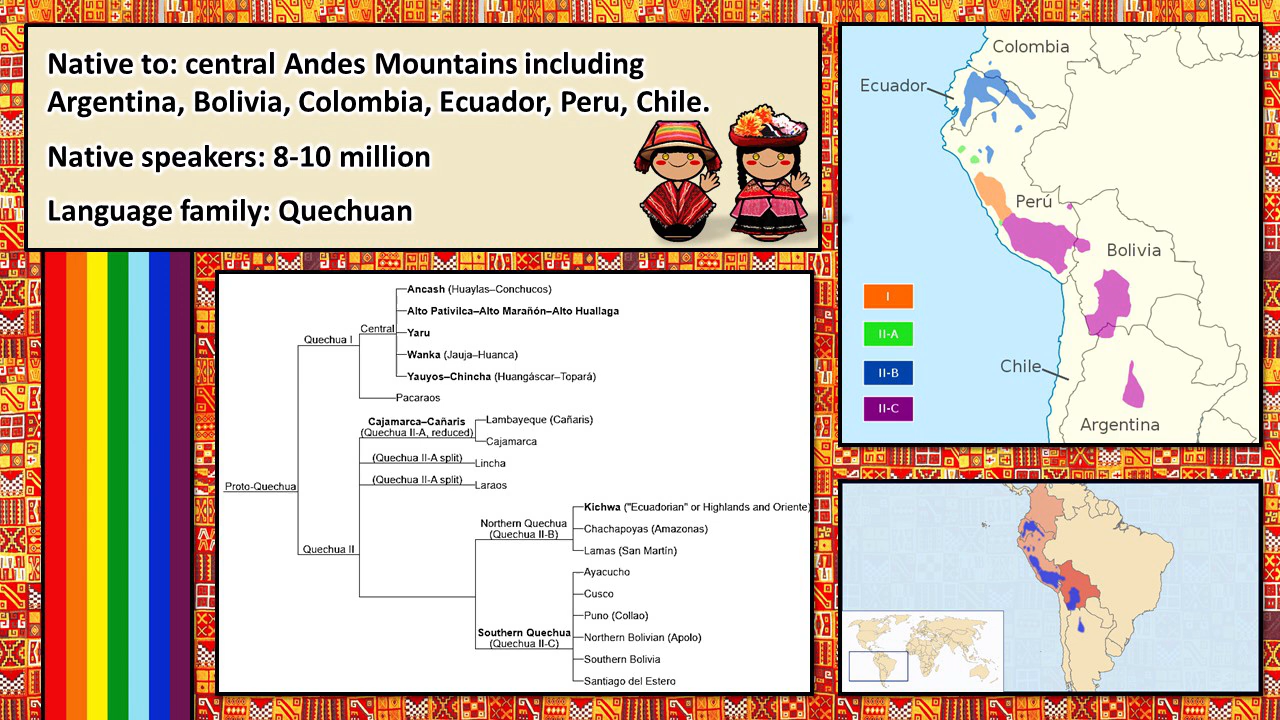 Native to: central Andes Mountains including
Argentina, Bolivia, Colombia, Ecuador, Peru, Chile.
Native speakers: 8-10 million
Language family: Quechuan
Proto-Quechua
Quechua I
Central
Ancash (Huaylas–Conchucos)
Alto Pativilca–Alto Marañón–Alto Huallaga
Yaru
Wanka (Jauja–Huanca)
Yauyos–Chincha (Huangáscar–Topará)
Pacaraos
Quechua II
Cajamarca–Cañaris
(Quechua II-A, reduced)
Lambayeque (Cañaris)
Cajamarca
(Quechua II-A split)
Lincha
(Quechua II-A split)
Laraos
Northern Quechua
(Quechua II-B)
Kichwa ("Ecuadorian" or Highlands and Oriente)
Chachapoyas (Amazonas)
Lamas (San Martín)
Southern Quechua
(Quechua II-C)
Ayacucho
Cusco
Puno (Collao)
Northern Bolivian (Apolo)
Southern Bolivia
Santiago del Estero
Colombia
Ecuador
Perú
Bolivia
Chile
Argentina
I
II-A
II-B
II-C